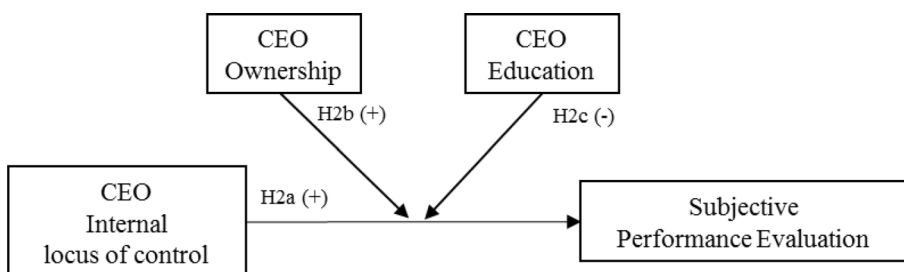 CEO
Ownership
CEO
Education
H2b (+)
H2c (-)
CEO
Internal
locus of control
H2a (+)
Subjective
Performance Evaluation